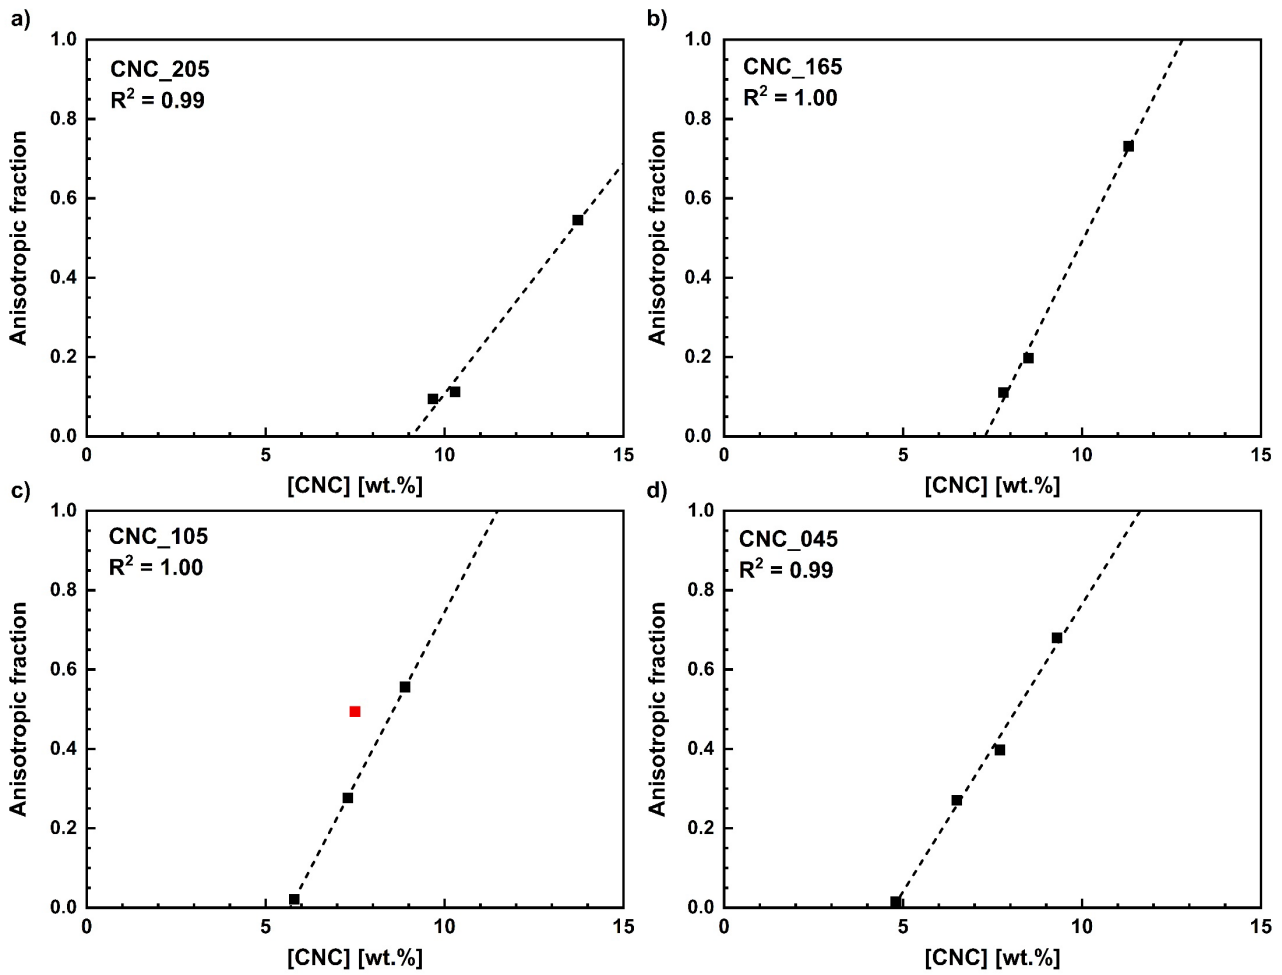 a)
CNC_205
R² = 0.99
Anisotropic fraction
1.0
0.8
0.6
0.4
0.2
0.0
0 5 10 15
[CNC] [wt.%]
b)
CNC_165
R² = 1.00
Anisotropic fraction
1.0
0.8
0.6
0.4
0.2
0.0
0 5 10 15
[CNC] [wt.%]
c)
CNC_105
R² = 1.00
Anisotropic fraction
1.0
0.8
0.6
0.4
0.2
0.0
0 5 10 15
[CNC] [wt.%]
d)
CNC_045
R² = 0.99
Anisotropic fraction
1.0
0.8
0.6
0.4
0.2
0.0
0 5 10 15
[CNC] [wt.%]